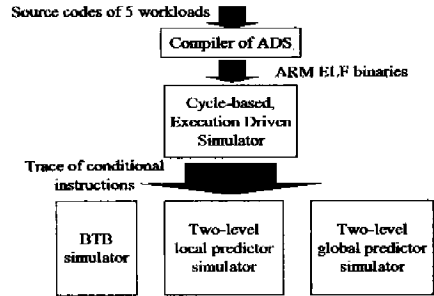 Source codes of 5 workloads
Compiler of ADS
ARM ELF binaries
Cycle-based,
Execution Driven
Simulator
Trace of conditional
instructions
BTB
simulator
Two-level
local predictor
simulator
Two-level
global predictor
simulator